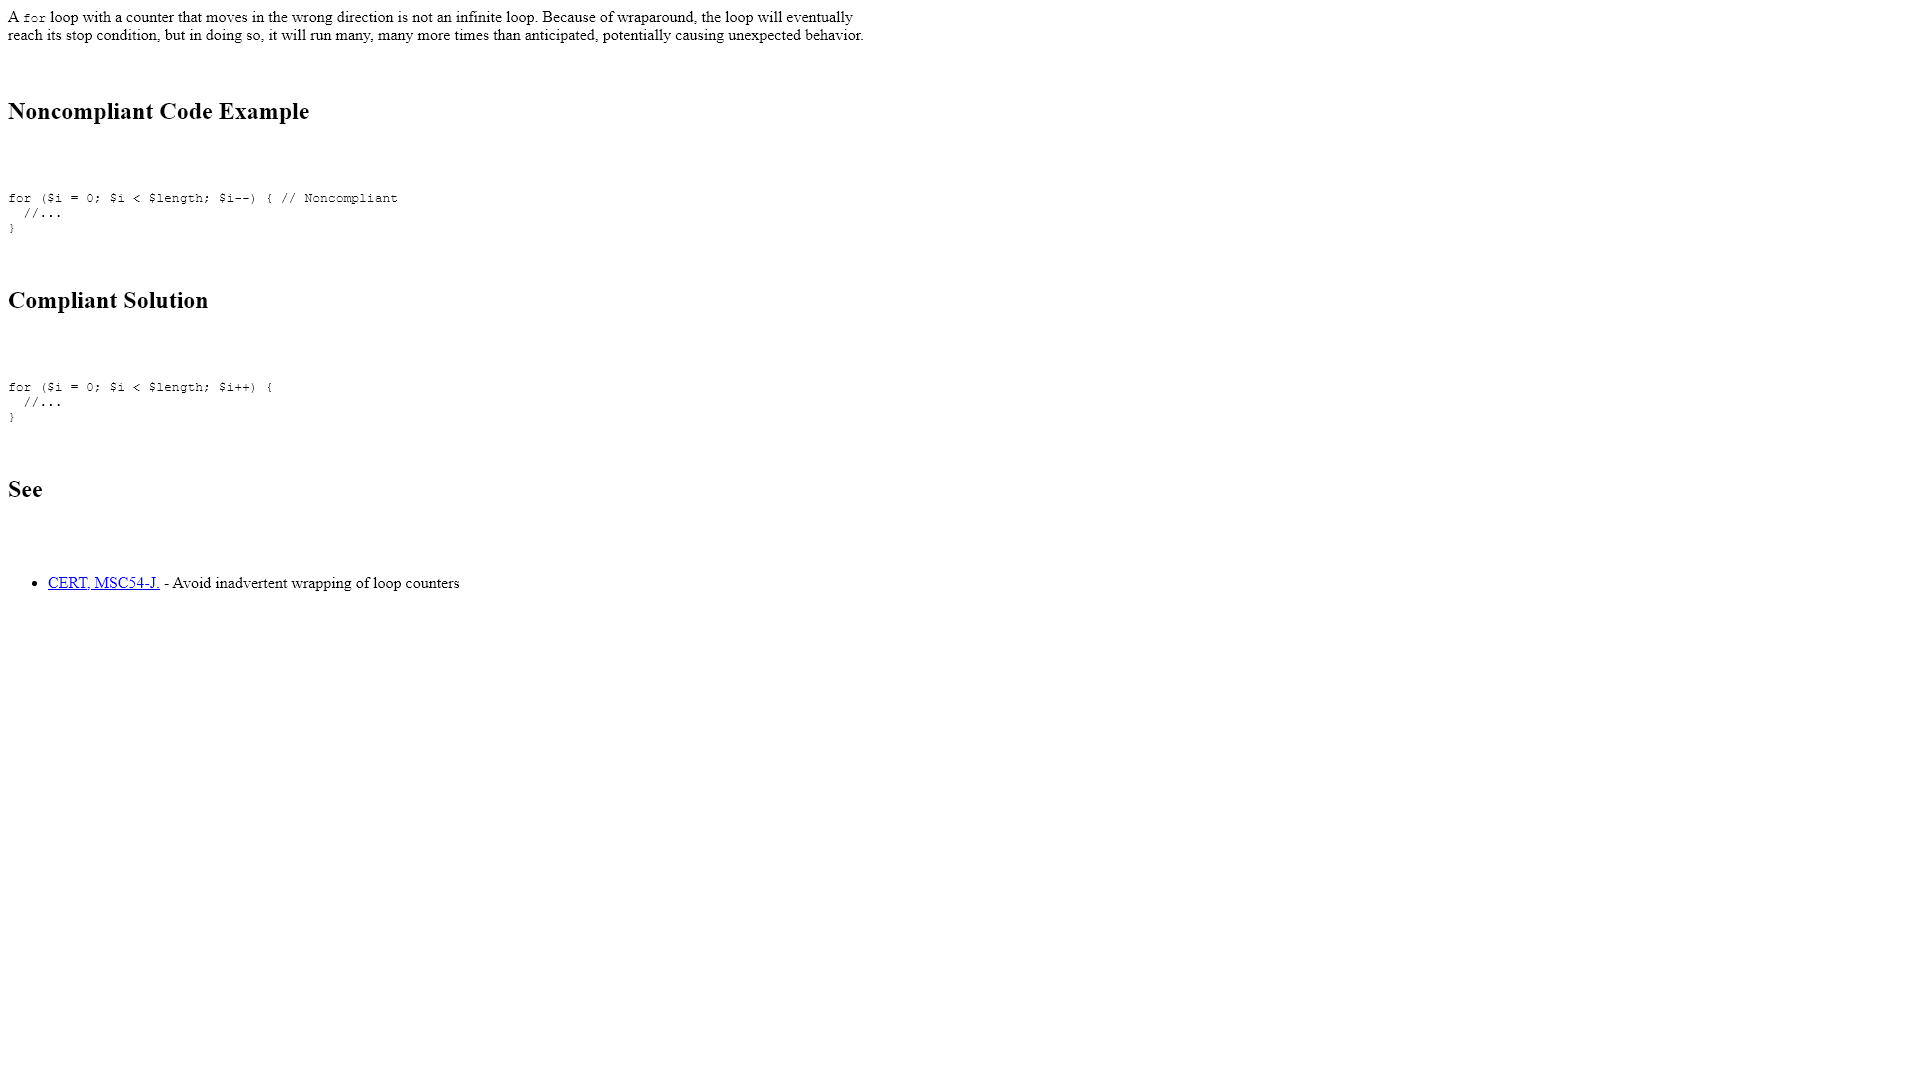 A for loop with a counter that moves in the wrong direction is not an infinite loop. Because of wraparound, the loop will eventually
reach its stop condition, but in doing so, it will run many, many more times than anticipated, potentially causing unexpected behavior.
Noncompliant Code Example
for ($i = 0; $i < $length; $i--) { // Noncompliant
  //...
}
Compliant Solution
for ($i = 0; $i < $length; $i++) {
  //...
}
See
• CERT, MSC54-J. - Avoid inadvertent wrapping of loop counters